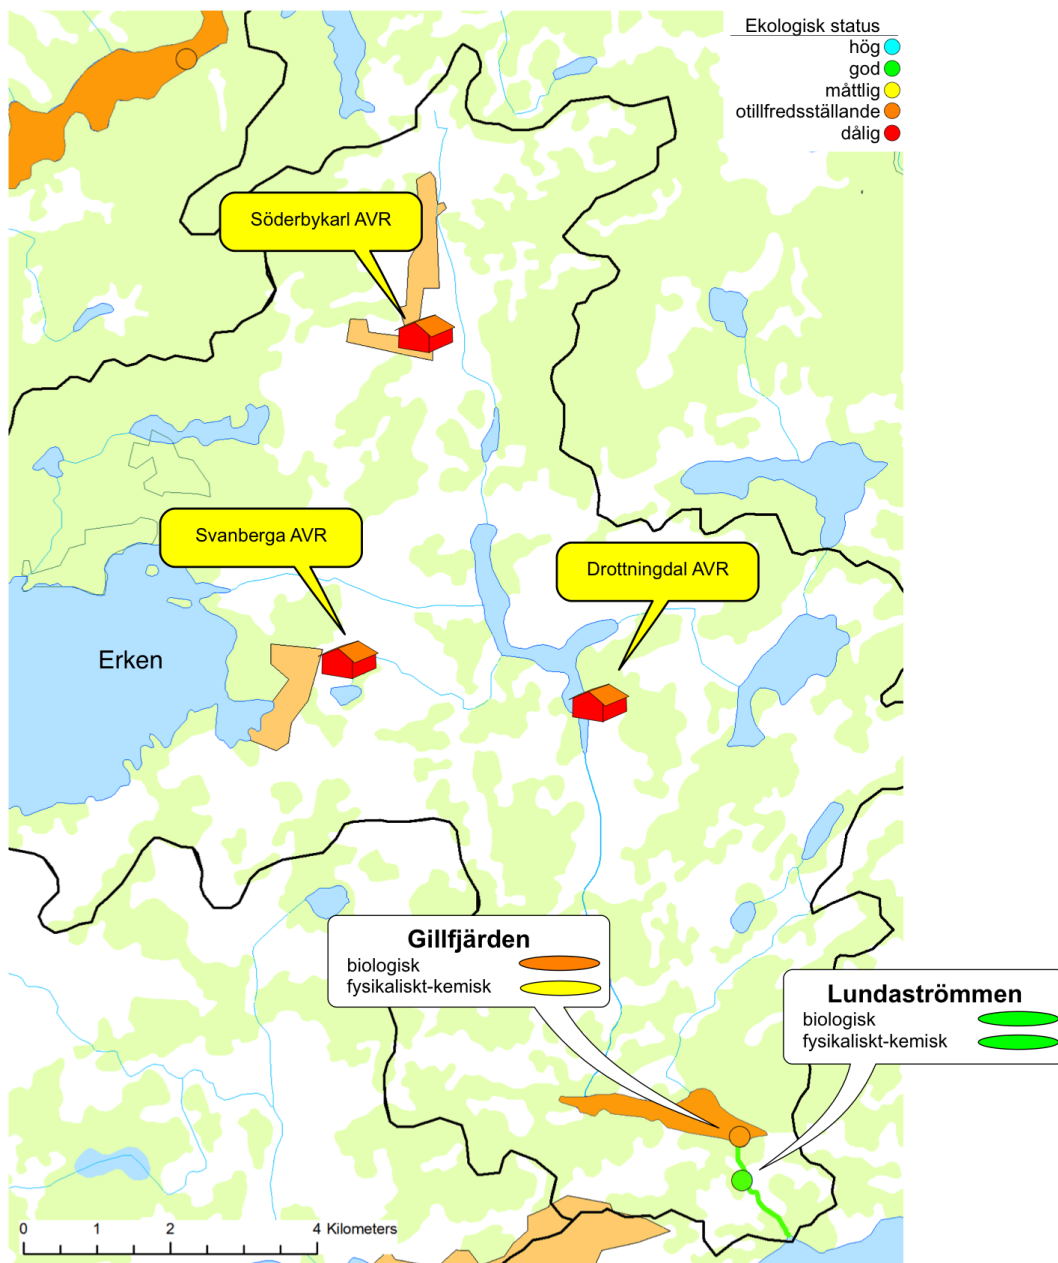 Ekologisk status
hög
god
måttlig
otillfredsställande
dålig
Söderbykarl AVR
Svanberga AVR
Drottningdal AVR
Erken
Gillfjärden
biologisk
fysikaliskt-kemisk
Lundaströmmen
biologisk
fysikaliskt-kemisk
0 1 2 4 Kilometers